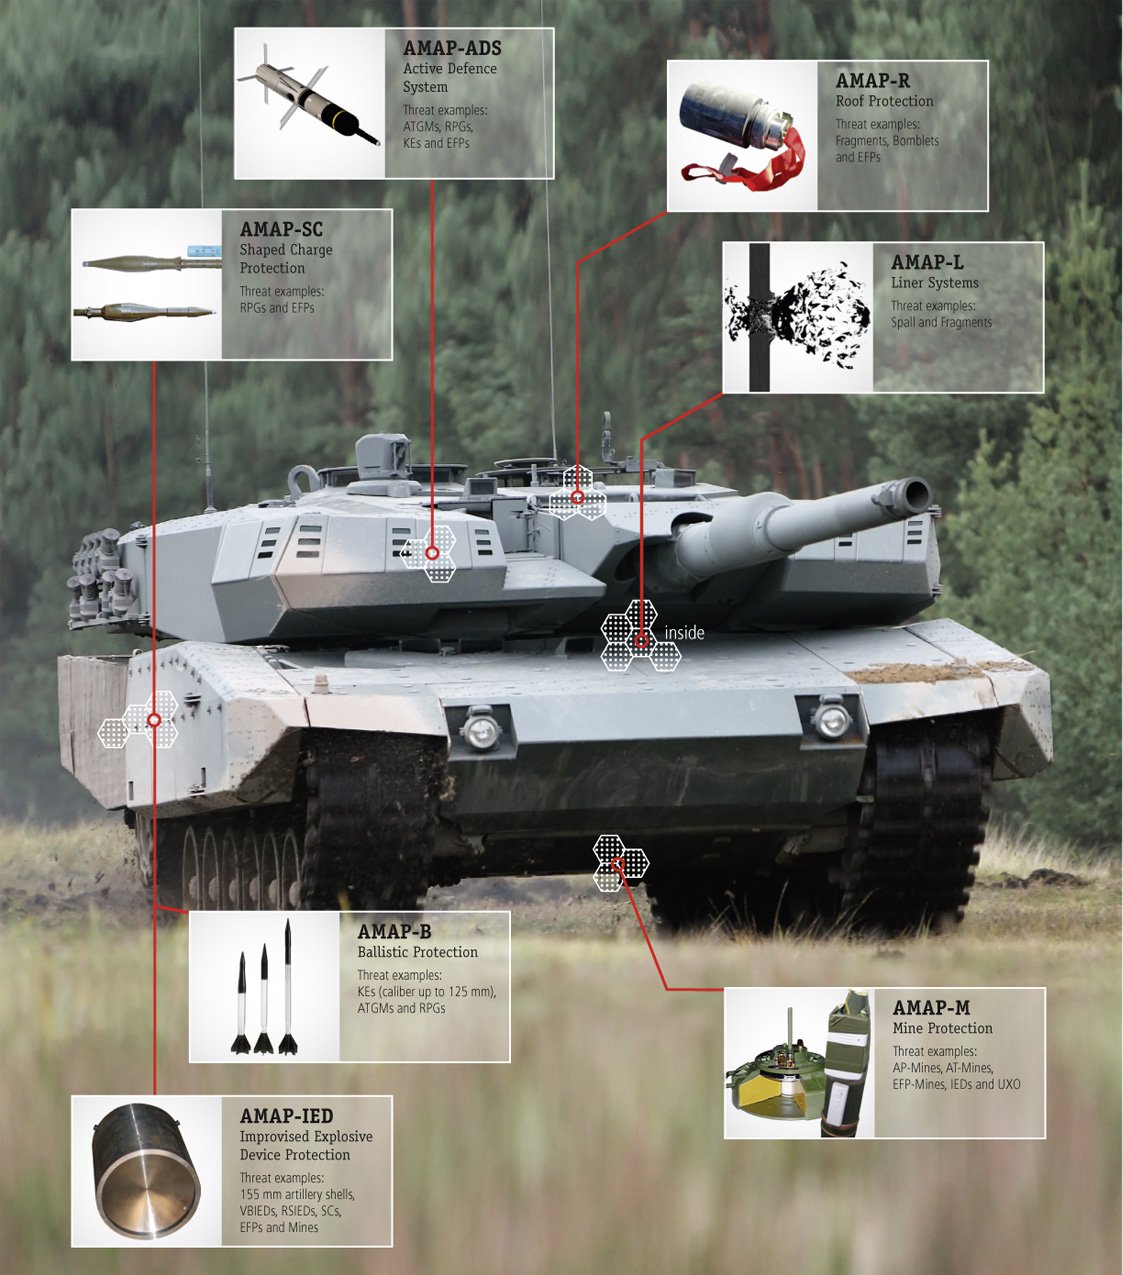 AMAP-ADS
Active Defence
System
Threat examples:
ATGMs, RPGs,
KEs and EFPs
AMAP-R
Roof Protection
Threat examples:
Fragments, Bomblets
and EFPs
AMAP-SC
Shaped Charge
Protection
Threat examples:
RPGs and EFPs
AMAP-L
Liner Systems
Threat examples:
Spall and Fragments
inside
AMAP-B
Ballistic Protection
Threat examples:
KEs (caliber up to 125 mm),
ATGMs and RPGs
AMAP-M
Mine Protection
Threat examples:
AP-Mines, AT-Mines,
EFP-Mines, IEDs and UXO
AMAP-IED
Improvised Explosive
Device Protection
Threat examples:
155 mm artillery shells,
VBIEDs, RSIEDs, SCs,
EFPs and Mines